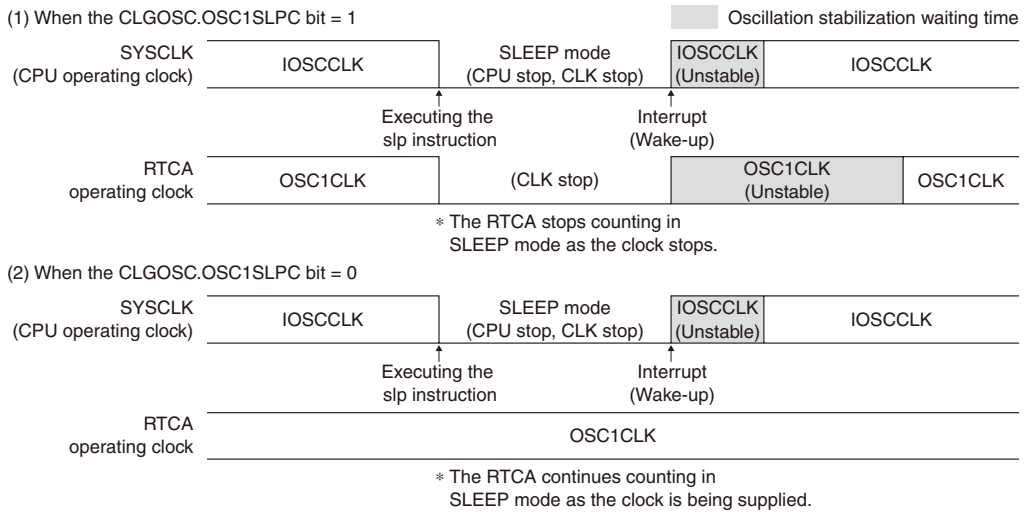 (1) When the CLGOSC.OSC1SLPC bit = 1
Oscillation stabilization waiting time
SYSCLK
(CPU operating clock)
IOSCCLK
SLEEP mode
(CPU stop, CLK stop)
IOSCCLK
(Unstable)
IOSCCLK
Executing the
slp instruction
Interrupt
(Wake-up)
RTCA
operating clock
OSC1CLK
(CLK stop)
OSC1CLK
(Unstable)
OSC1CLK
* The RTCA stops counting in
SLEEP mode as the clock stops.
(2) When the CLGOSC.OSC1SLPC bit = 0
SYSCLK
(CPU operating clock)
IOSCCLK
SLEEP mode
(CPU stop, CLK stop)
IOSCCLK
(Unstable)
IOSCCLK
Executing the
slp instruction
Interrupt
(Wake-up)
RTCA
operating clock
OSC1CLK
* The RTCA continues counting in
SLEEP mode as the clock is being supplied.